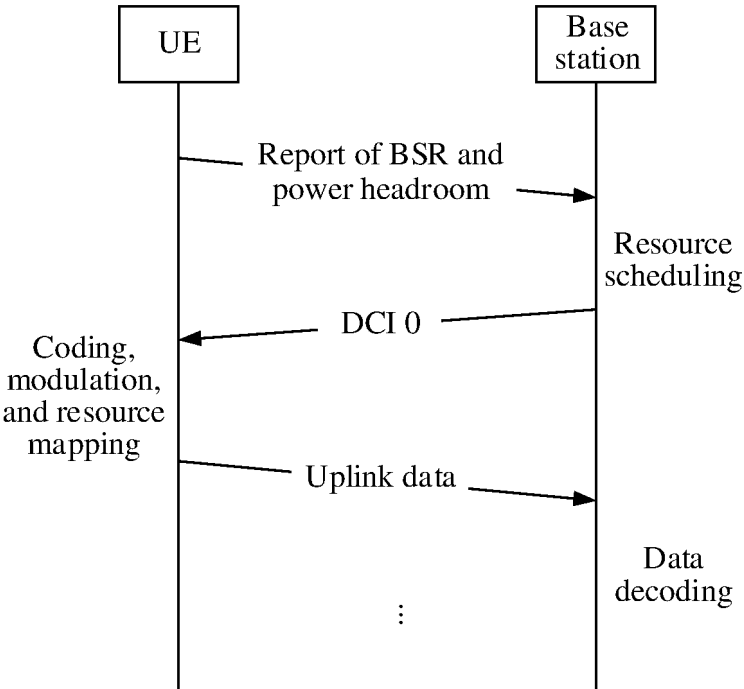 UE
Base
station
Report of BSR and
power headroom
Resource
scheduling
DCI 0
Coding,
modulation,
and resource
mapping
Uplink data
Data
decoding
...